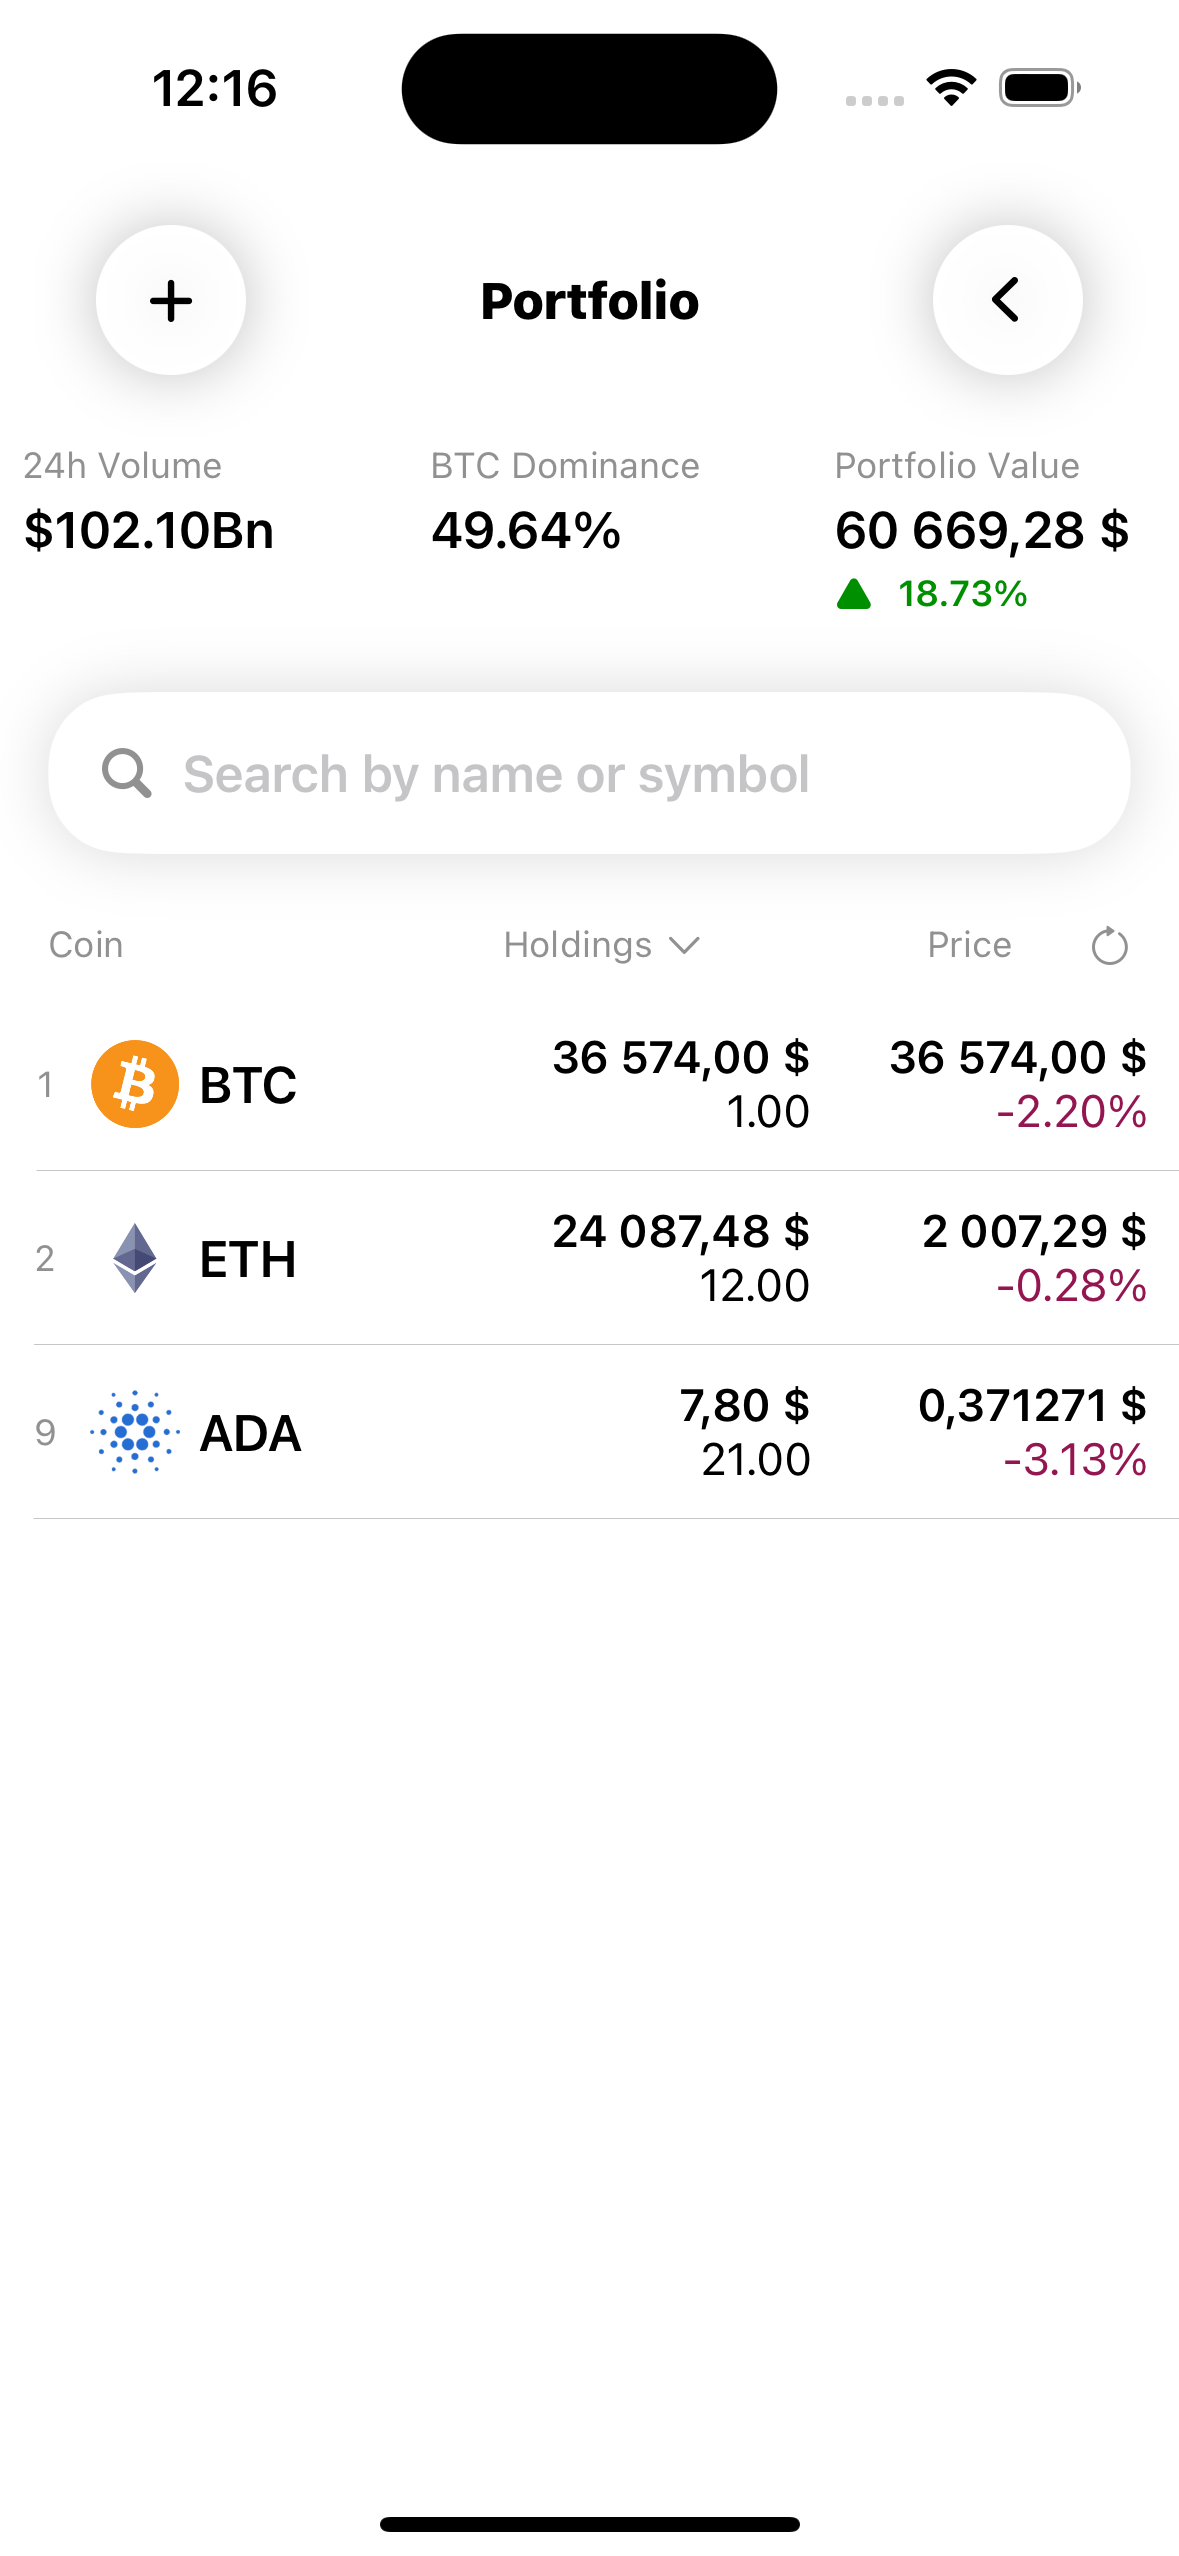 12:16
Portfolio
24h Volume BTC Dominance Portfolio Value
$102.10Bn 49.64% 60 669,28 $
18.73%
Search by name or symbol
Coin Holdings Price
1 BTC 36 574,00 $ 36 574,00 $
1.00 -2.20%
2 ETH 24 087,48 $ 2 007,29 $
12.00 -0.28%
9 ADA 7,80 $ 0,371271 $
21.00 -3.13%